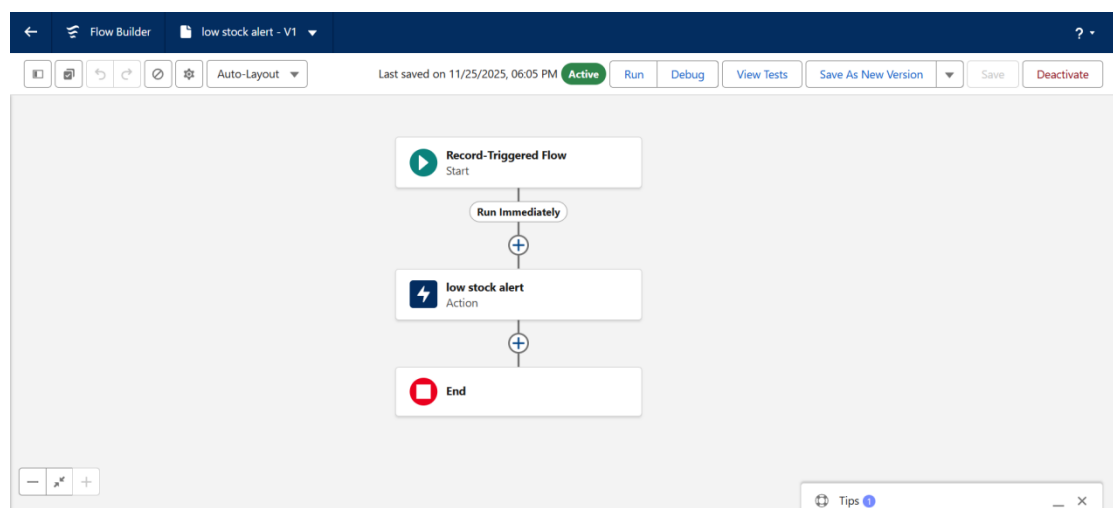 Flow Builder
low stock alert - V1
?
Auto-Layout
Last saved on 11/25/2025, 06:05 PM
Active
Run
Debug
View Tests
Save As New Version
Save
Deactivate
Record-Triggered Flow
Start
Run Immediately
low stock alert
Action
End
Tips 1